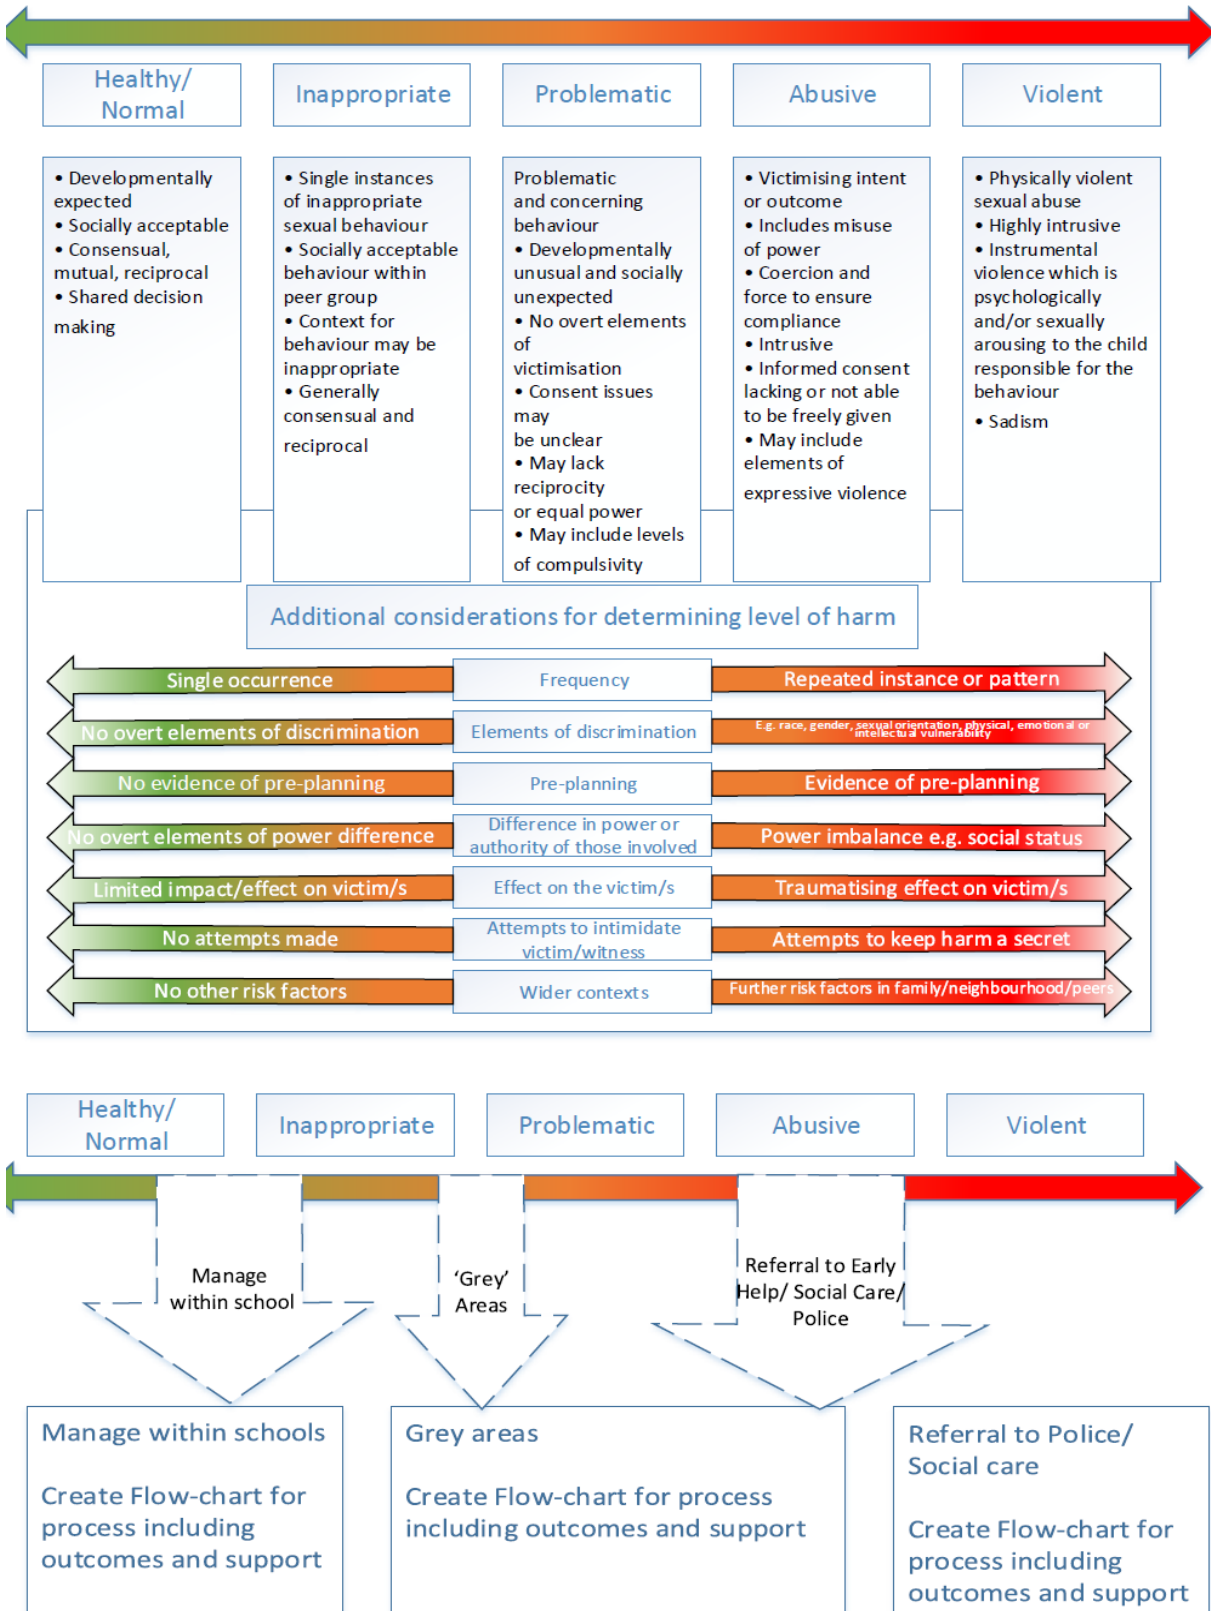 Healthy/
Normal
Inappropriate
Problematic
Abusive
Violent
• Developmentally
expected
• Socially acceptable
• Consensual,
mutual, reciprocal
• Shared decision
making
• Single instances
of inappropriate
sexual behaviour
• Socially acceptable
behaviour within
peer group
• Context for
behaviour may be
inappropriate
• Generally
consensual and
reciprocal
Problematic
and concerning
behaviour
• Developmentally
unusual and socially
unexpected
• No overt elements
of
victimisation
• Consent issues
may
be unclear
• May lack
reciprocity
or equal power
• May include levels
of compulsivity
• Victimising intent
or outcome
• Includes misuse
of power
• Coercion and
force to ensure
compliance
• Intrusive
• Informed consent
lacking or not able
to be freely given
• May include
elements of
expressive violence
• Physically violent
sexual abuse
• Highly intrusive
• Instrumental
violence which is
psychologically
and/or sexually
arousing to the child
responsible for the
behaviour
• Sadism
Additional considerations for determining level of harm
Single occurrence
Frequency
Repeated instance or pattern
No overt elements of discrimination
Elements of discrimination
E.g. race, gender, sexual orientation, physical, emotional or
intellectual vulnerability
No evidence of pre-planning
Pre-planning
Evidence of pre-planning
No overt elements of power difference
Difference in power or
authority of those involved
Power imbalance e.g. social status
Limited impact/effect on victim/s
Effect on the victim/s
Traumatising effect on victim/s
No attempts made
Attempts to intimidate
victim/witness
Attempts to keep harm a secret
No other risk factors
Wider contexts
Further risk factors in family/neighbourhood/peers
Healthy/
Normal
Inappropriate
Problematic
Abusive
Violent
Manage
within school
‘Grey’
Areas
Referral to Early
Help/ Social Care/
Police
Manage within schools
Create Flow-chart for
process including
outcomes and support
Grey areas
Create Flow-chart for process
including outcomes and support
Referral to Police/
Social care
Create Flow-chart for
process including
outcomes and support